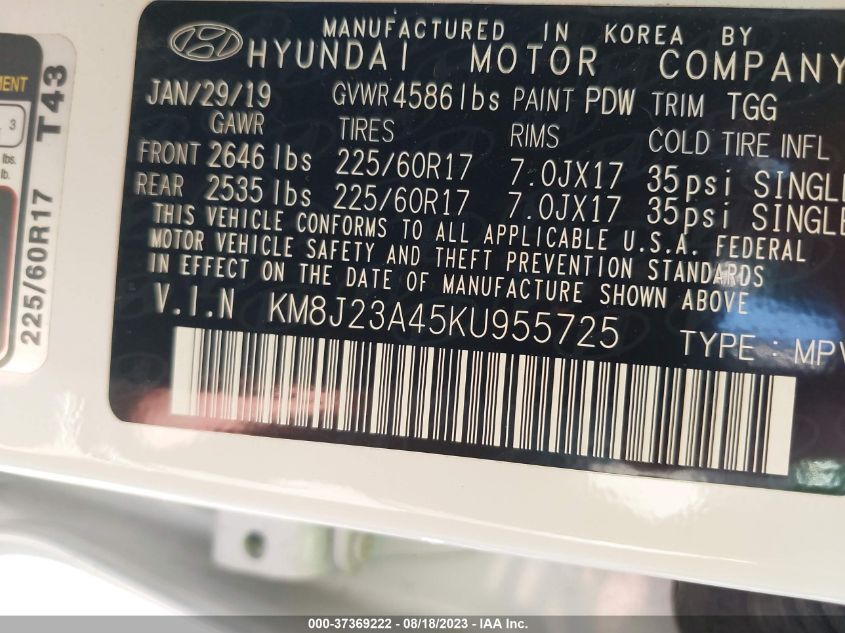 MANUFACTURED IN KOREA BY
HYUNDAI MOTOR COMPANY
JAN/29/19 GVWR 4586 lbs PAINT PDW TRIM TGG
GAWR TIRES RIMS COLD TIRE INFL
FRONT 2646 lbs 225/60R17 7.0JX17 35psi SINGLE
REAR 2535 lbs 225/60R17 7.0JX17 35psi SINGLE
THIS VEHICLE CONFORMS TO ALL APPLICABLE U.S.A. FEDERAL
MOTOR VEHICLE SAFETY AND THEFT PREVENTION STANDARDS
IN EFFECT ON THE DATE OF MANUFACTURE SHOWN ABOVE
V.I.N KM8J23A45KU955725 TYPE : MPV
3
lbs.
lb.
225/60R17 T43
000-37369222 - 08/18/2023 - IAA Inc.